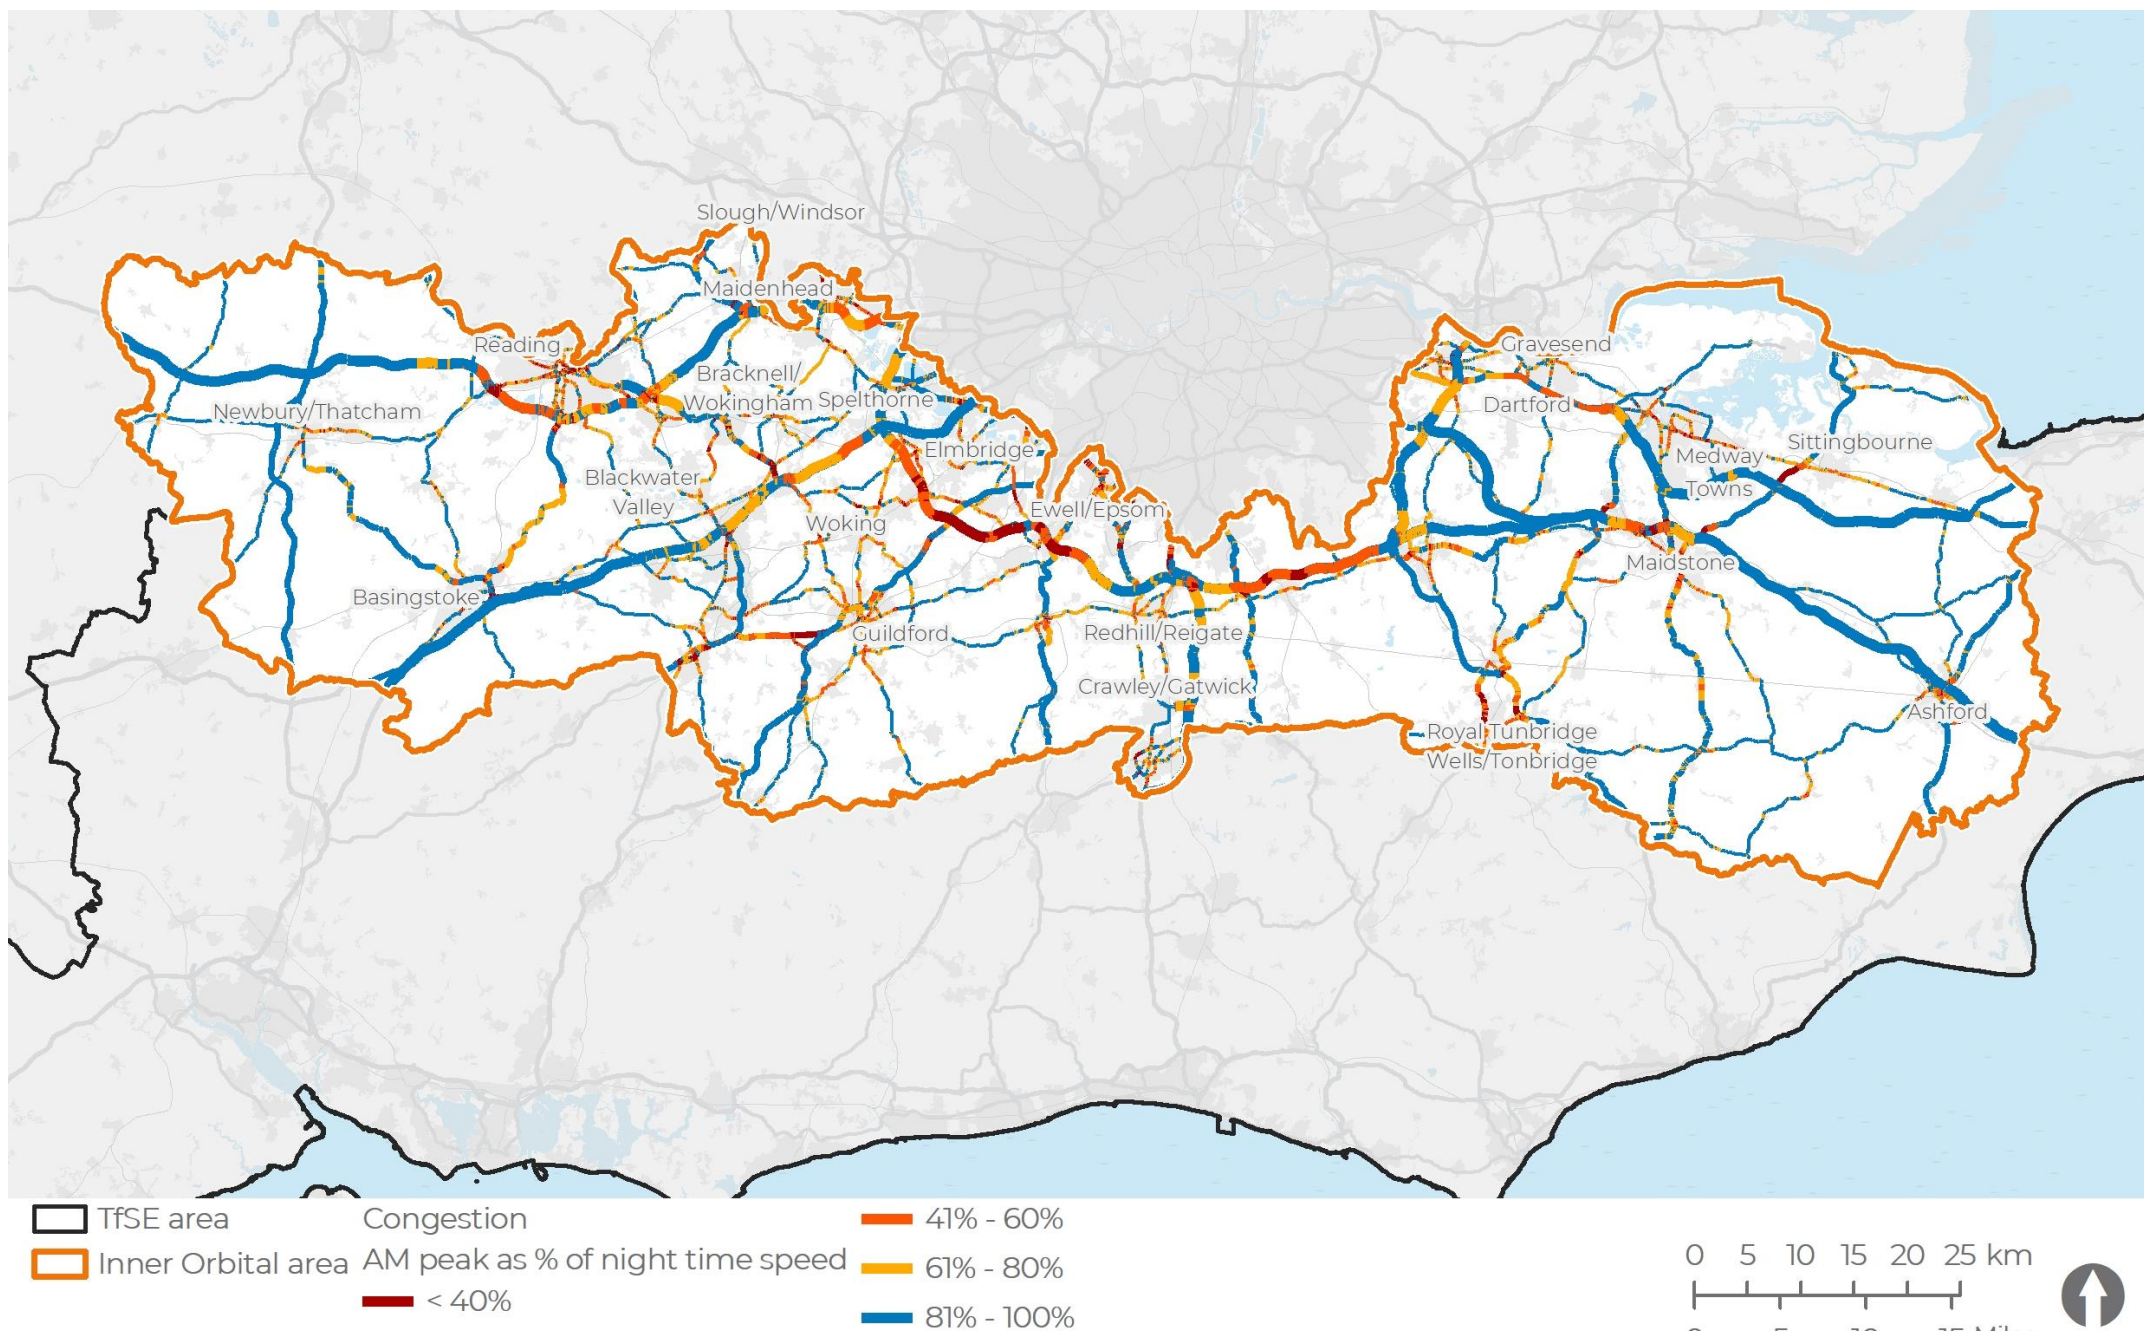 Slough/Windsor
Maidenhead
Reading
Gravesend
Bracknell/
Wokingham
Spelthorne
Newbury/Thatcham
Dartford
Sittingbourne
Elmbridge
Medway
Towns
Blackwater
Valley
Woking
Ewell/Epsom
Maidstone
Basingstoke
Guildford
Redhill/Reigate
Crawley/Gatwick
Ashford
Royal Tunbridge
Wells/Tonbridge
TfSE area
Inner Orbital area
Congestion
AM peak as % of night time speed
< 40%
41% - 60%
61% - 80%
81% - 100%
0 5 10 15 20 25 km